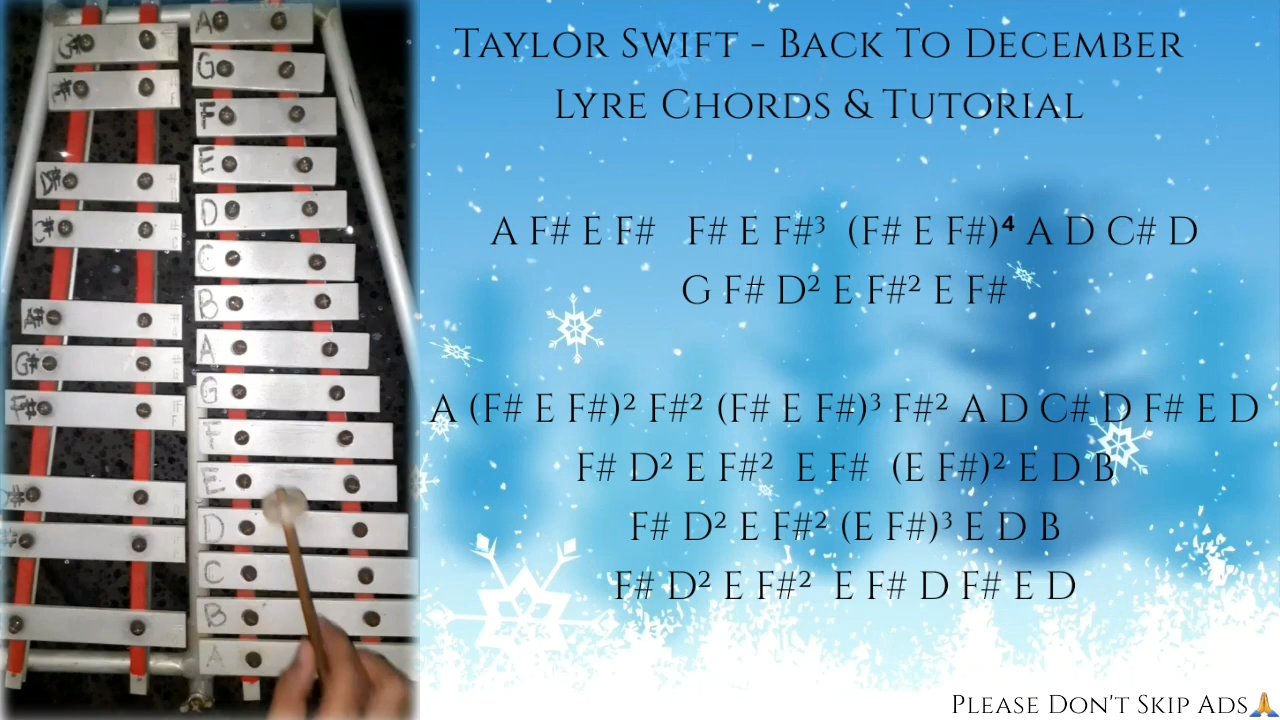 Taylor Swift - Back To December
Lyre Chords & Tutorial
A F# E F# F# E F#³ (F# E F#)⁴ A D C# D
G F# D² E F#² E F#
A (F# E F#)² F#² (F# E F#)³ F#² A D C# D F# E D
F# D² E F#² E F# (E F#)² E D B
F# D² E F#² (E F#)³ E D B
F# D² E F#² E F# D F# E D
Please Don't Skip Ads🙏
A
G
F
E
D
C
B
A
G
F
E
D
C
B
A